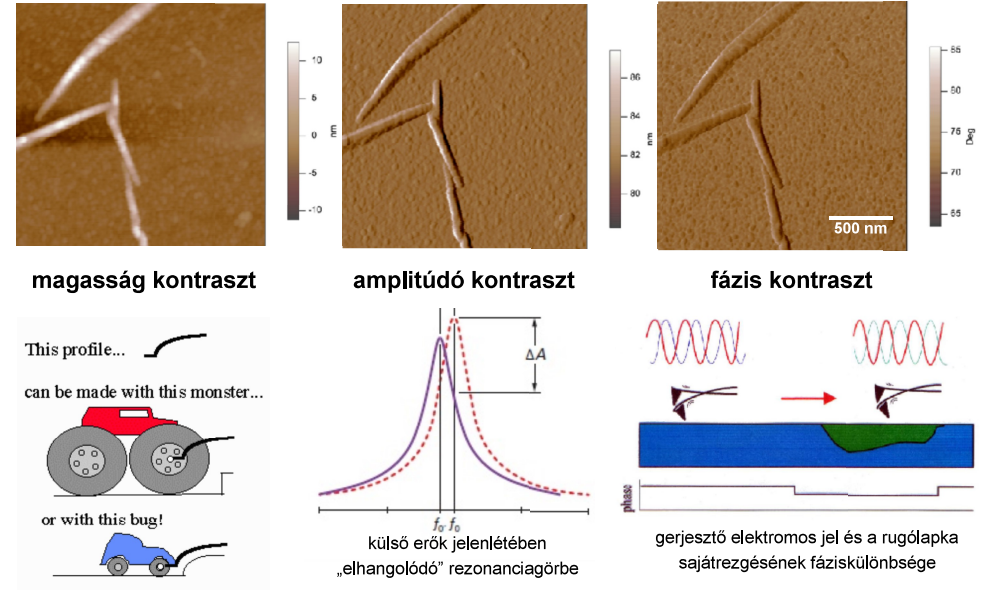 10
5
0
-5
-10
nm
86
84
82
80
nm
85
80
75
70
65
Deg
500 nm
magasság kontraszt
amplitúdó kontraszt
fázis kontraszt
This profile...
can be made with this monster...
or with this bug!
ΔA
f₀' f₀
külső erők jelenlétében
„elhangolódó” rezonanciagörbe
phase
gerjesztő elektromos jel és a rugólapka
sajátrezgésének fáziskülönbsége